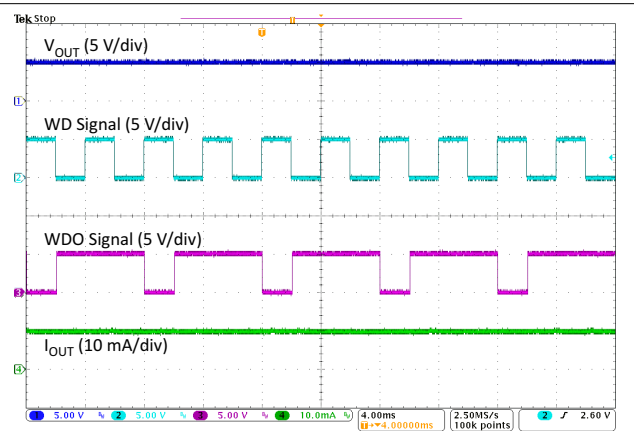 Tek Stop
T
V_OUT (5 V/div)
1
WD Signal (5 V/div)
2
WDO Signal (5 V/div)
3
I_OUT (10 mA/div)
4
1 5.00 V 2 5.00 V 3 5.00 V 4 10.0mA
4.00ms
T→▼4.00000ms
2.50MS/s
100k points
2 ƒ 2.60 V